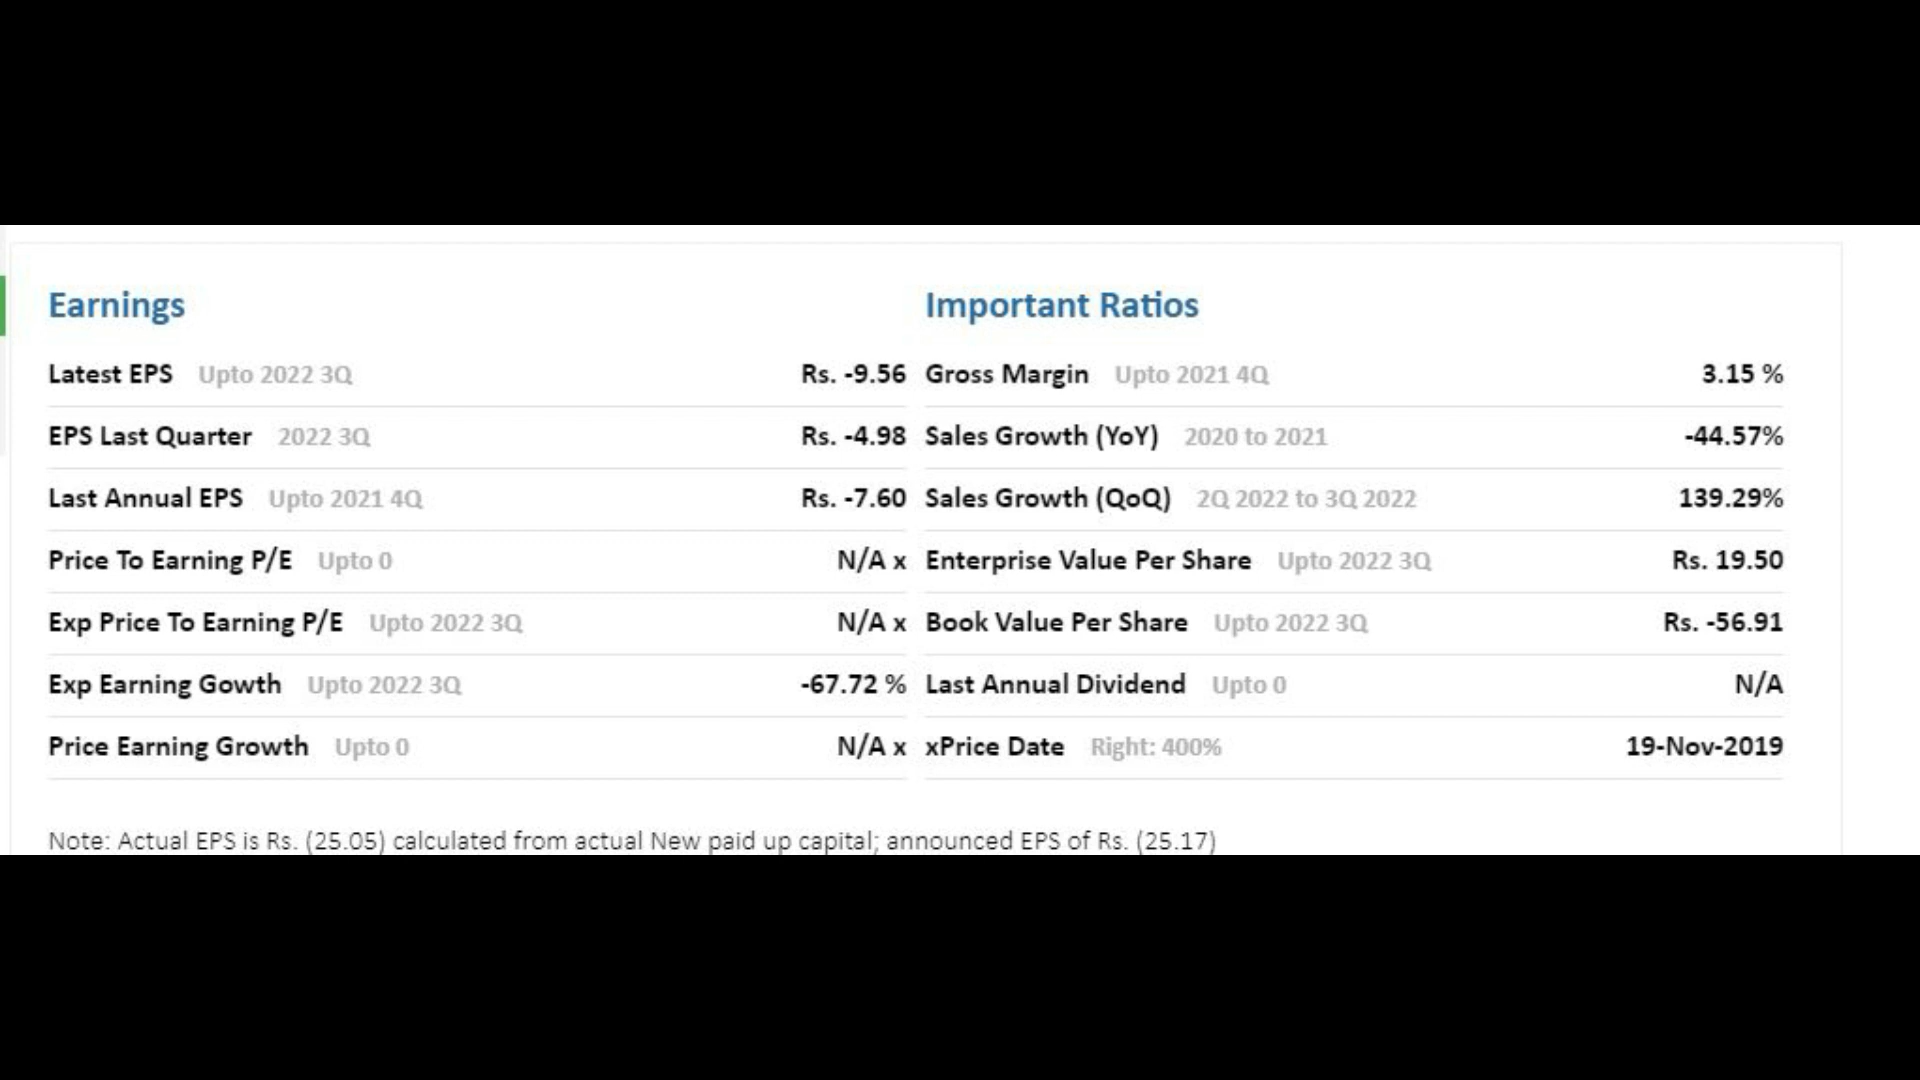 Earnings
Latest EPS Upto 2022 3Q Rs. -9.56
EPS Last Quarter 2022 3Q Rs. -4.98
Last Annual EPS Upto 2021 4Q Rs. -7.60
Price To Earning P/E Upto 0 N/A x
Exp Price To Earning P/E Upto 2022 3Q N/A x
Exp Earning Gowth Upto 2022 3Q -67.72 %
Price Earning Growth Upto 0 N/A x
Important Ratios
Gross Margin Upto 2021 4Q 3.15 %
Sales Growth (YoY) 2020 to 2021 -44.57%
Sales Growth (QoQ) 2Q 2022 to 3Q 2022 139.29%
Enterprise Value Per Share Upto 2022 3Q Rs. 19.50
Book Value Per Share Upto 2022 3Q Rs. -56.91
Last Annual Dividend Upto 0 N/A
xPrice Date Right: 400% 19-Nov-2019
Note: Actual EPS is Rs. (25.05) calculated from actual New paid up capital; announced EPS of Rs. (25.17)